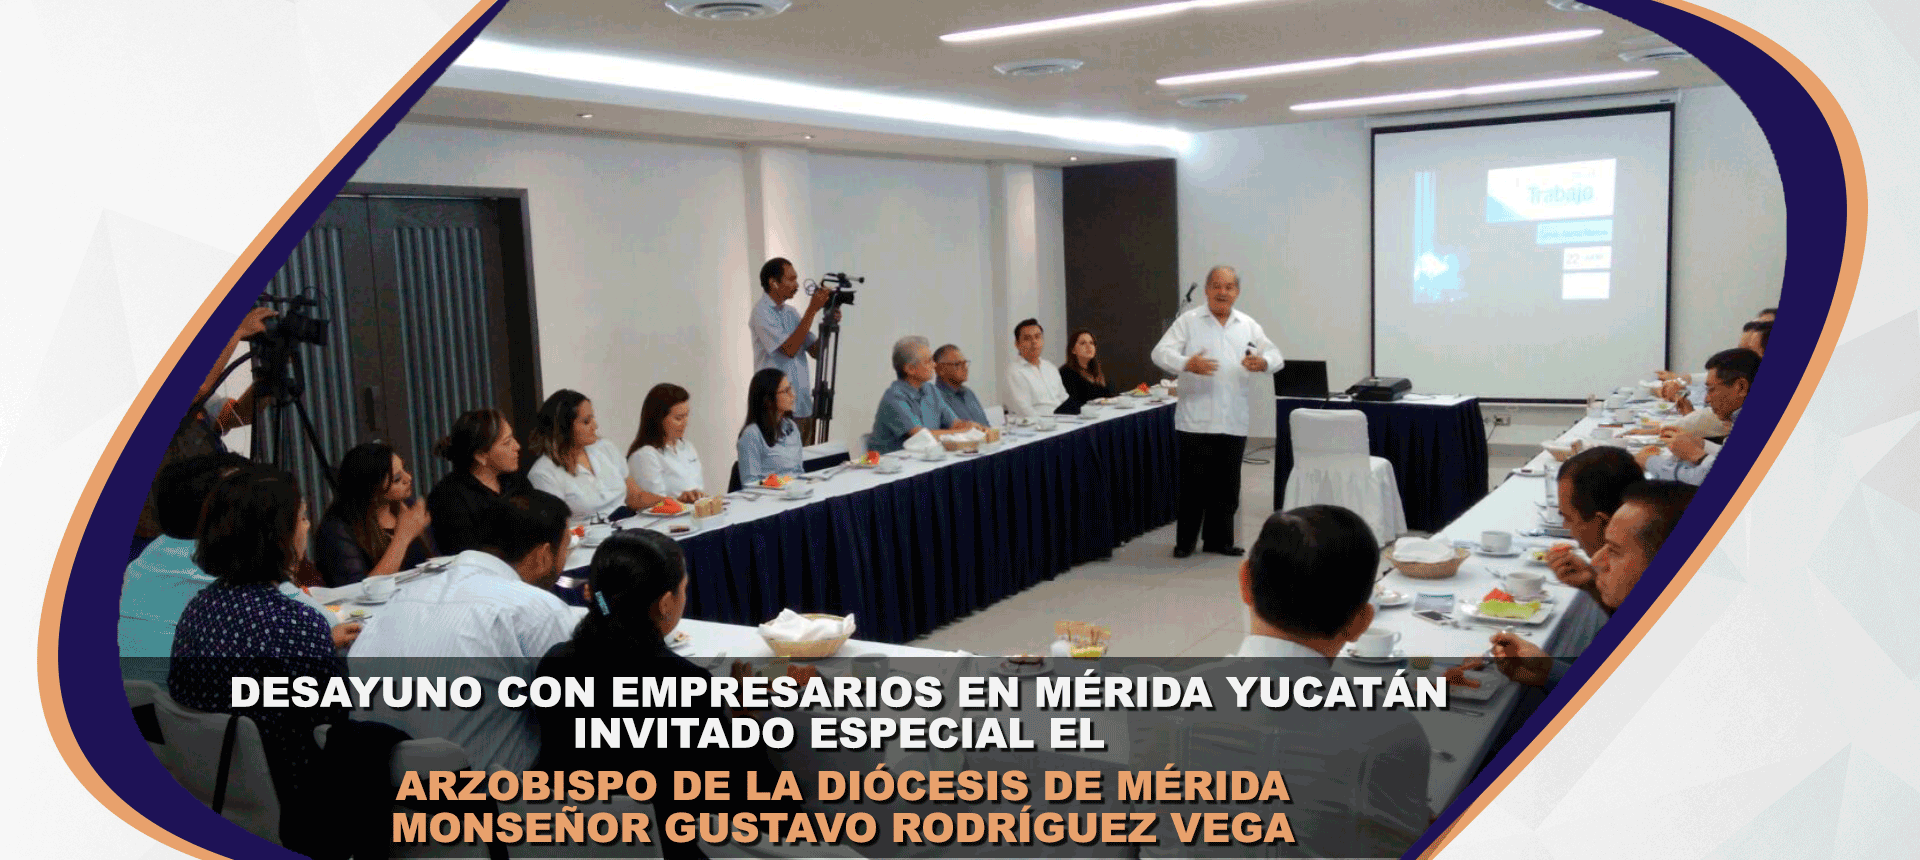 Trabajo
22
DESAYUNO CON EMPRESARIOS EN MÉRIDA YUCATÁN
INVITADO ESPECIAL EL
ARZOBISPO DE LA DIÓCESIS DE MÉRIDA
MONSEÑOR GUSTAVO RODRÍGUEZ VEGA